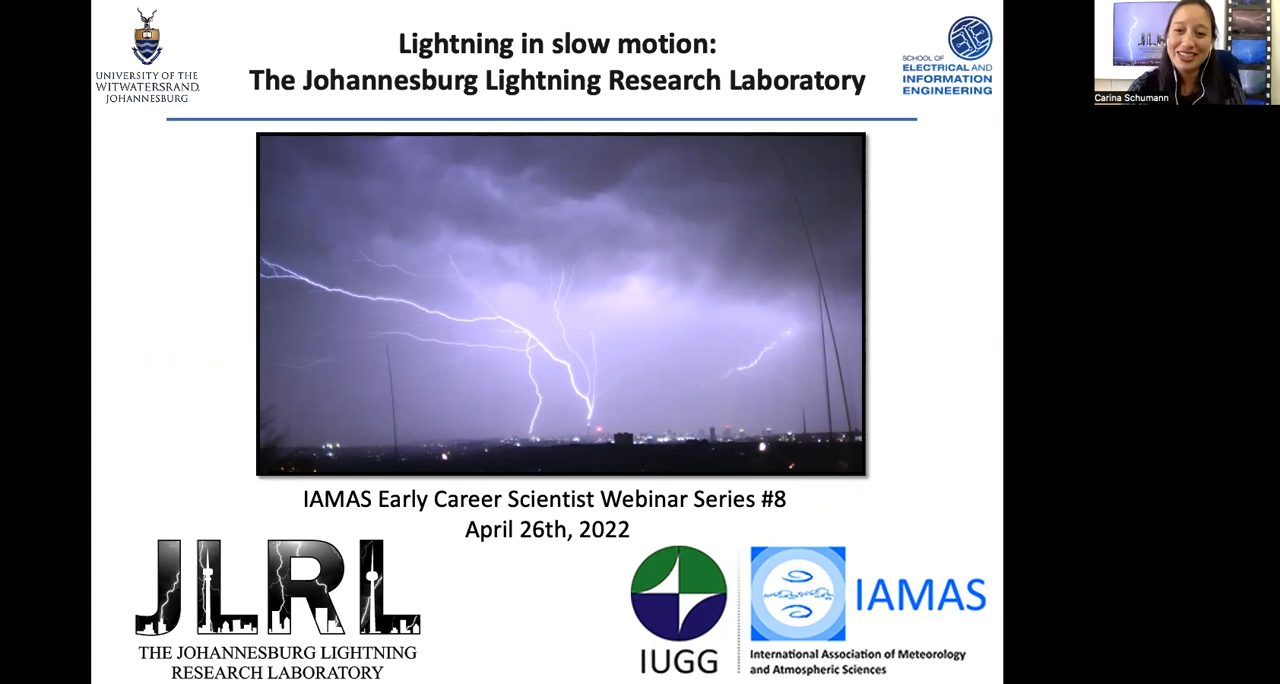 UNIVERSITY OF THE
WITWATERSRAND,
JOHANNESBURG
Lightning in slow motion:
The Johannesburg Lightning Research Laboratory
SCHOOL OF
ELECTRICAL AND
INFORMATION
ENGINEERING
Carina Schumann
IAMAS Early Career Scientist Webinar Series #8
April 26th, 2022
JLRL
THE JOHANNESBURG LIGHTNING
RESEARCH LABORATORY
IUGG
IAMAS
International Association of Meteorology
and Atmospheric Sciences